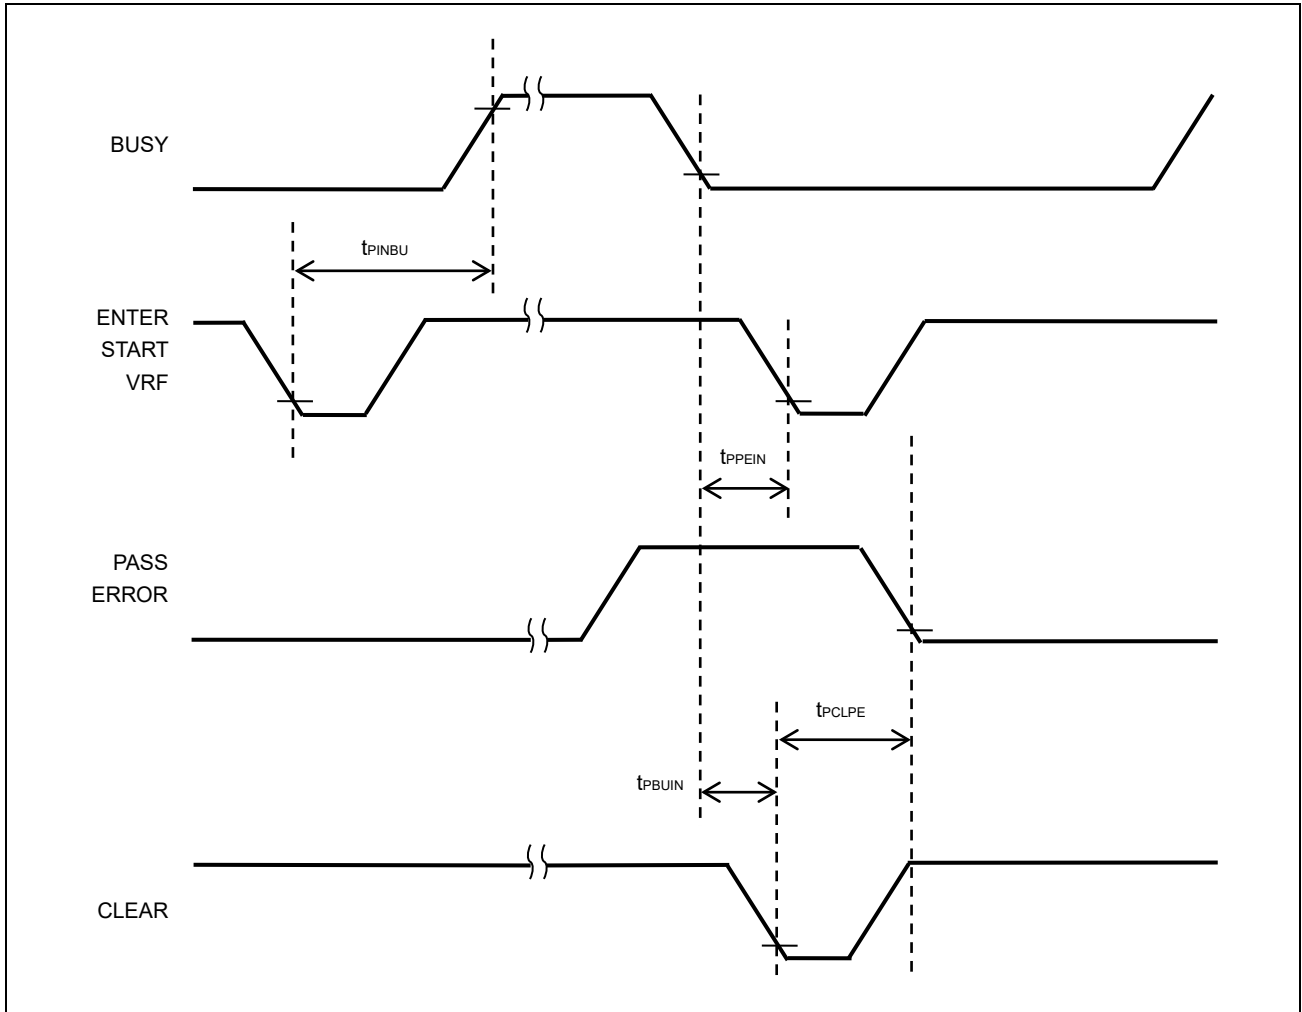 BUSY
tPINBU
ENTER
START
VRF
tPPEIN
PASS
ERROR
tPCLPE
tPBUIN
CLEAR